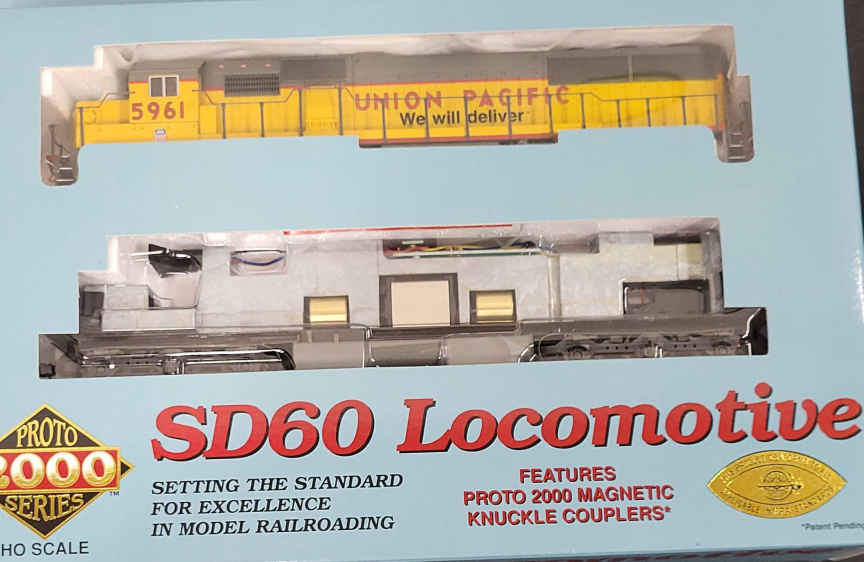 5961
UNION PACIFIC
We will deliver
PROTO
2000
SERIES
TM
HO SCALE
SD60 Locomotive
SETTING THE STANDARD
FOR EXCELLENCE
IN MODEL RAILROADING
FEATURES
PROTO 2000 MAGNETIC
KNUCKLE COUPLERS*
*Patent Pending